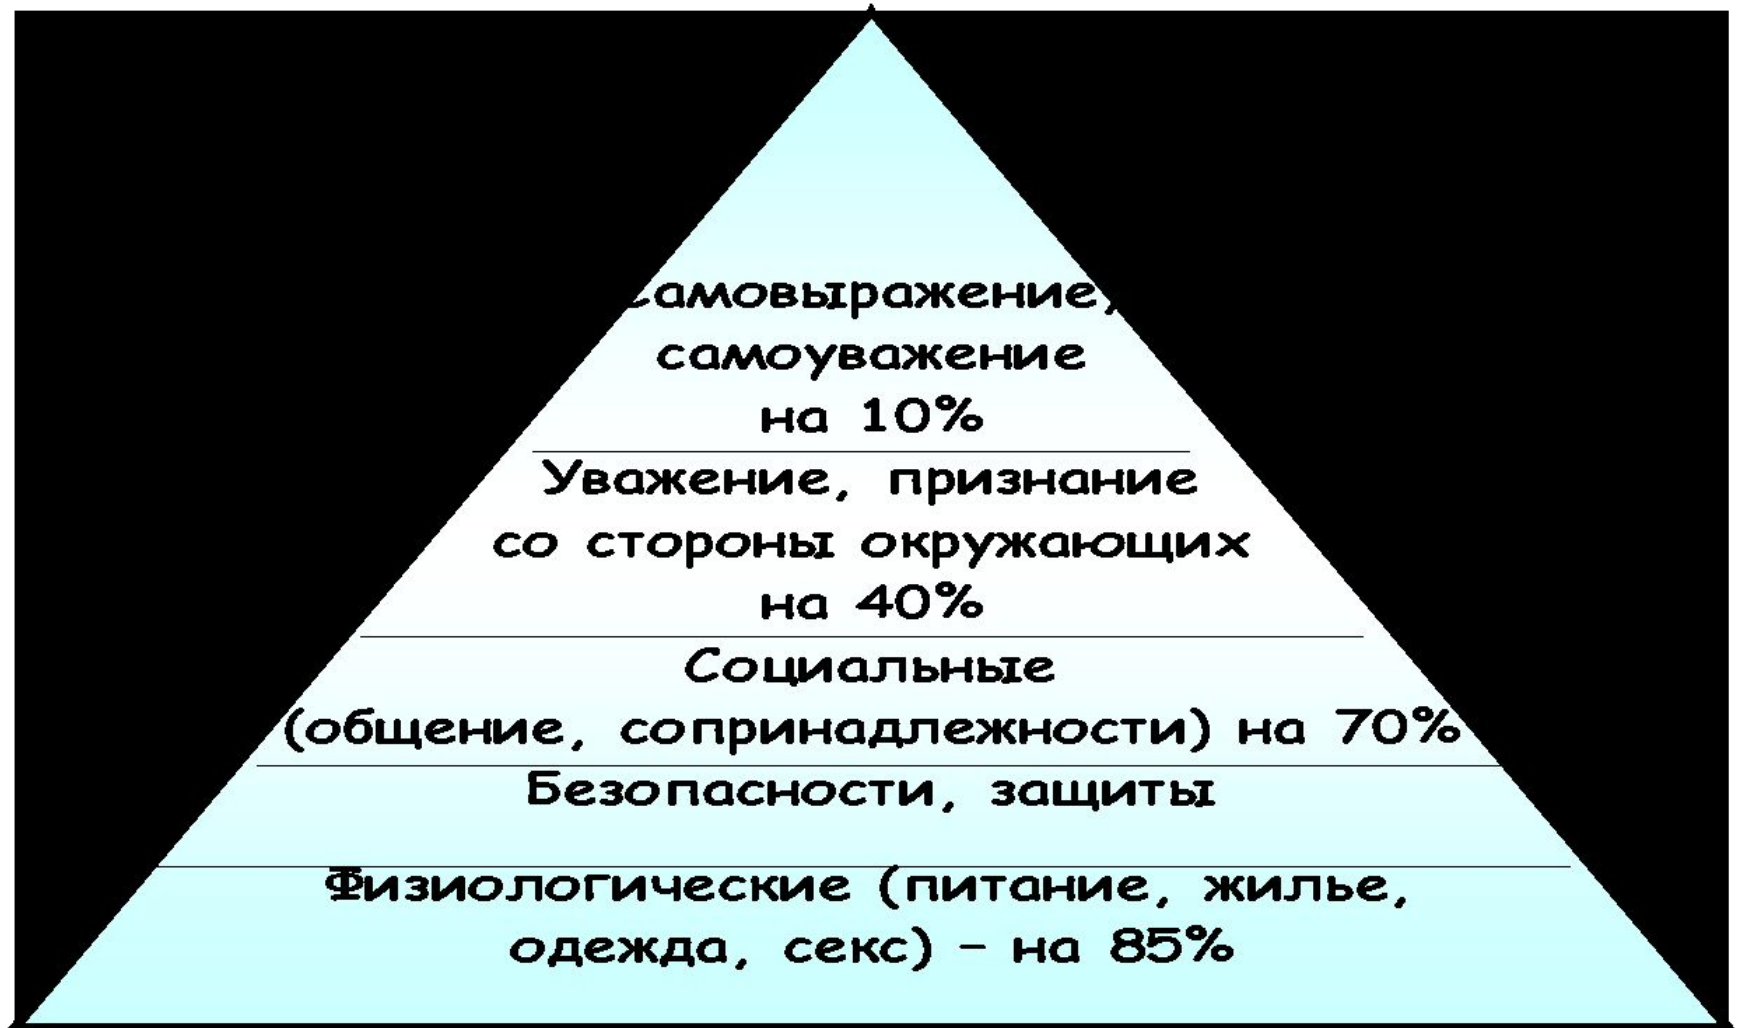 самовыражение,
самоуважение
на 10%
Уважение, признание
со стороны окружающих
на 40%
Социальные
(общение, сопринадлежности) на 70%
Безопасности, защиты
Физиологические (питание, жилье,
одежда, секс) – на 85%